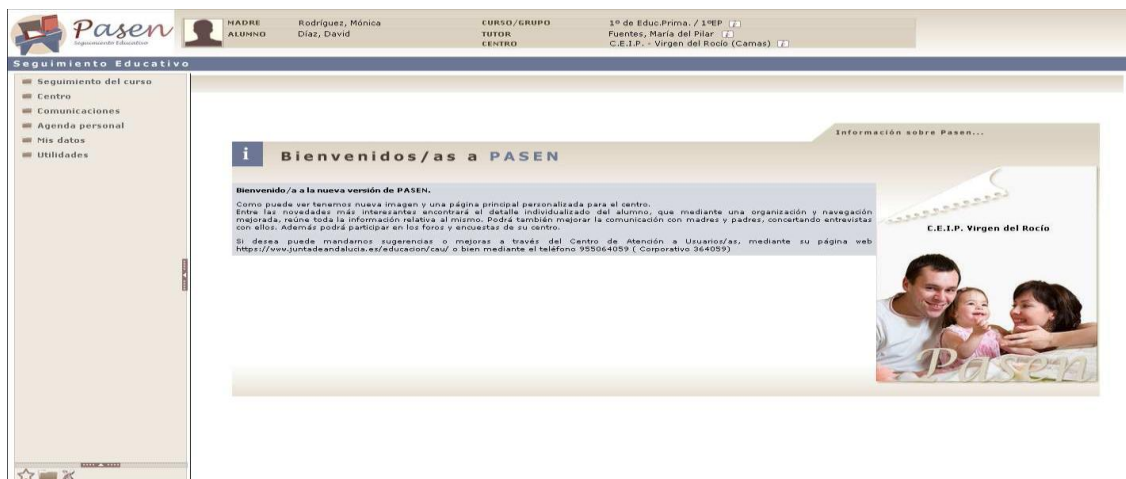 Pasen
Seguimiento Educativo
MADRE Rodríguez, Mónica CURSO/GRUPO 1º de Educ.Prima. / 1ºEP
ALUMNO Díaz, David TUTOR Fuentes, María del Pilar
CENTRO C.E.I.P. - Virgen del Rocío (Camas)
Seguimiento Educativo
Seguimiento del curso
Centro
Comunicaciones
Agenda personal
Mis datos
Utilidades
Información sobre Pasen...
i Bienvenidos/as a PASEN
Bienvenido/a a la nueva versión de PASEN.
Como puede ver tenemos nueva imagen y una página principal personalizada para el centro.
Entre las novedades más interesantes encontrará el detalle individualizado del alumno, que mediante una organización y navegación
mejorada, reúne toda la información relativa al mismo. Podrá también mejorar la comunicación con madres y padres, concertando entrevistas
con ellos. Además podrá participar en los foros y encuestas de su centro.
Si desea puede mandarnos sugerencias o mejoras a través del Centro de Atención a Usuarios/as, mediante su página web
https://www.juntadeandalucia.es/educacion/cau/ o bien mediante el teléfono 955064059 ( Corporativo 364059)
C.E.I.P. Virgen del Rocío
Pasen